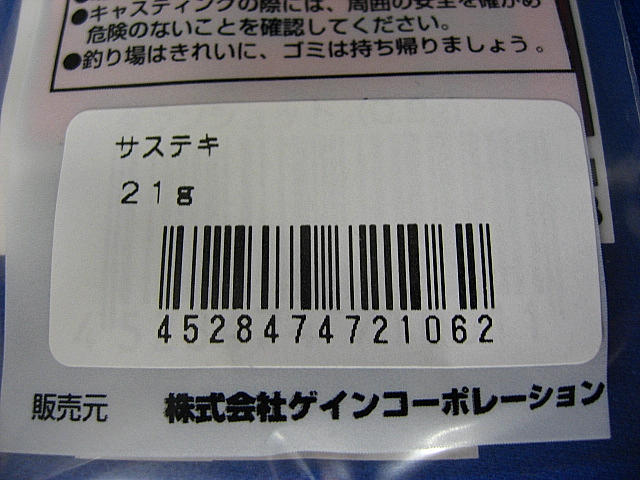 ●キャスティングの際には、周囲の安全を確かめ
危険のないことを確認してください。
●釣り場はきれいに、ゴミは持ち帰りましょう。
サステキ
21g
4528474721062
販売元 株式会社ゲインコーポレーション